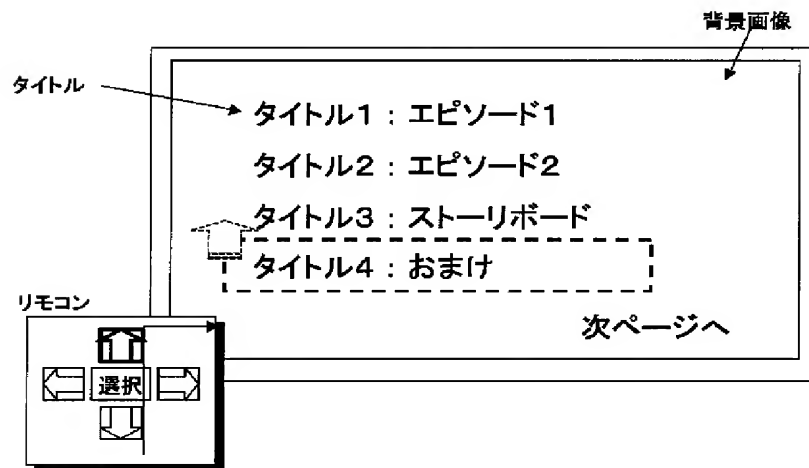 背景画像
タイトル
タイトル1：エピソード1
タイトル2：エピソード2
タイトル3：ストーリボード
タイトル4：おまけ
次ページへ
リモコン
選択